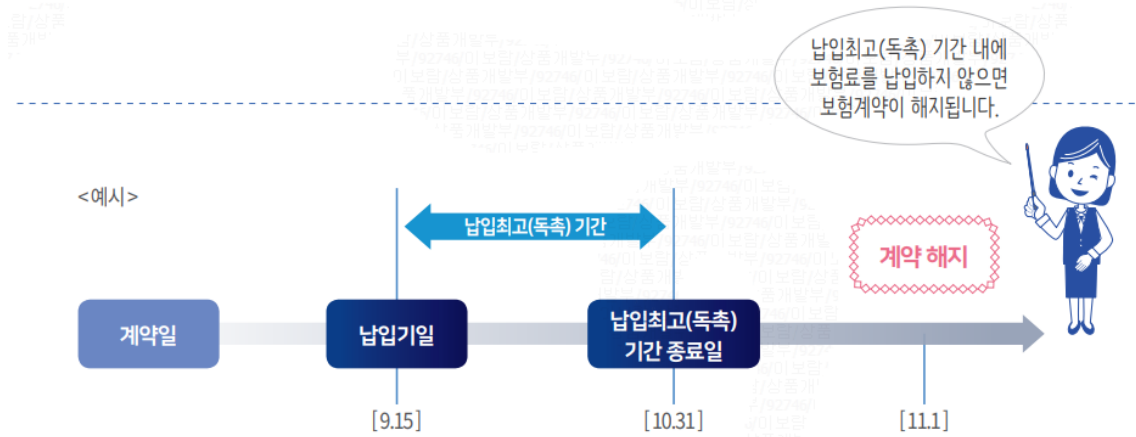 납입최고(독촉) 기간 내에
보험료를 납입하지 않으면
보험계약이 해지됩니다.
<예시>
납입최고(독촉) 기간
계약 해지
계약일
납입기일
납입최고(독촉)
기간 종료일
[9.15]
[10.31]
[11.1]